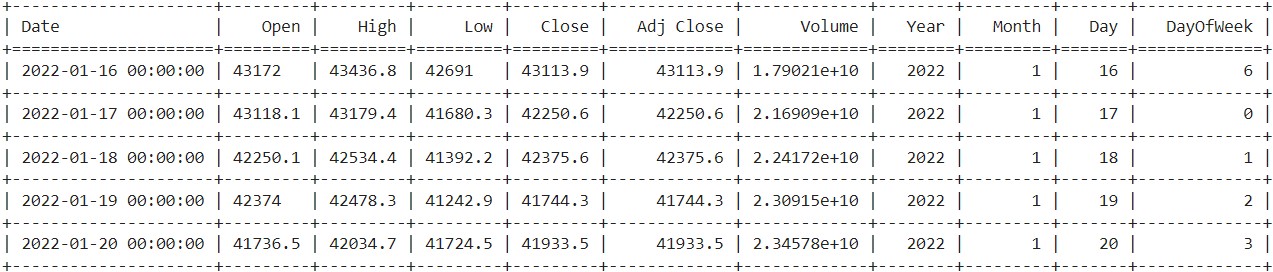 +---------------------+---------+---------+---------+---------+-------------+-------------+--------+---------+-------+-------------+
| Date                |    Open |    High |     Low |   Close |   Adj Close |      Volume |   Year |   Month |   Day |   DayOfWeek |
+=====================+=========+=========+=========+=========+=============+=============+========+=========+=======+=============+
| 2022-01-16 00:00:00 | 43172   | 43436.8 | 42691   | 43113.9 |     43113.9 | 1.79021e+10 |   2022 |       1 |    16 |           6 |
+---------------------+---------+---------+---------+---------+-------------+-------------+--------+---------+-------+-------------+
| 2022-01-17 00:00:00 | 43118.1 | 43179.4 | 41680.3 | 42250.6 |     42250.6 | 2.16909e+10 |   2022 |       1 |    17 |           0 |
+---------------------+---------+---------+---------+---------+-------------+-------------+--------+---------+-------+-------------+
| 2022-01-18 00:00:00 | 42250.1 | 42534.4 | 41392.2 | 42375.6 |     42375.6 | 2.24172e+10 |   2022 |       1 |    18 |           1 |
+---------------------+---------+---------+---------+---------+-------------+-------------+--------+---------+-------+-------------+
| 2022-01-19 00:00:00 | 42374   | 42478.3 | 41242.9 | 41744.3 |     41744.3 | 2.30915e+10 |   2022 |       1 |    19 |           2 |
+---------------------+---------+---------+---------+---------+-------------+-------------+--------+---------+-------+-------------+
| 2022-01-20 00:00:00 | 41736.5 | 42034.7 | 41724.5 | 41933.5 |     41933.5 | 2.34578e+10 |   2022 |       1 |    20 |           3 |
+---------------------+---------+---------+---------+---------+-------------+-------------+--------+---------+-------+-------------+